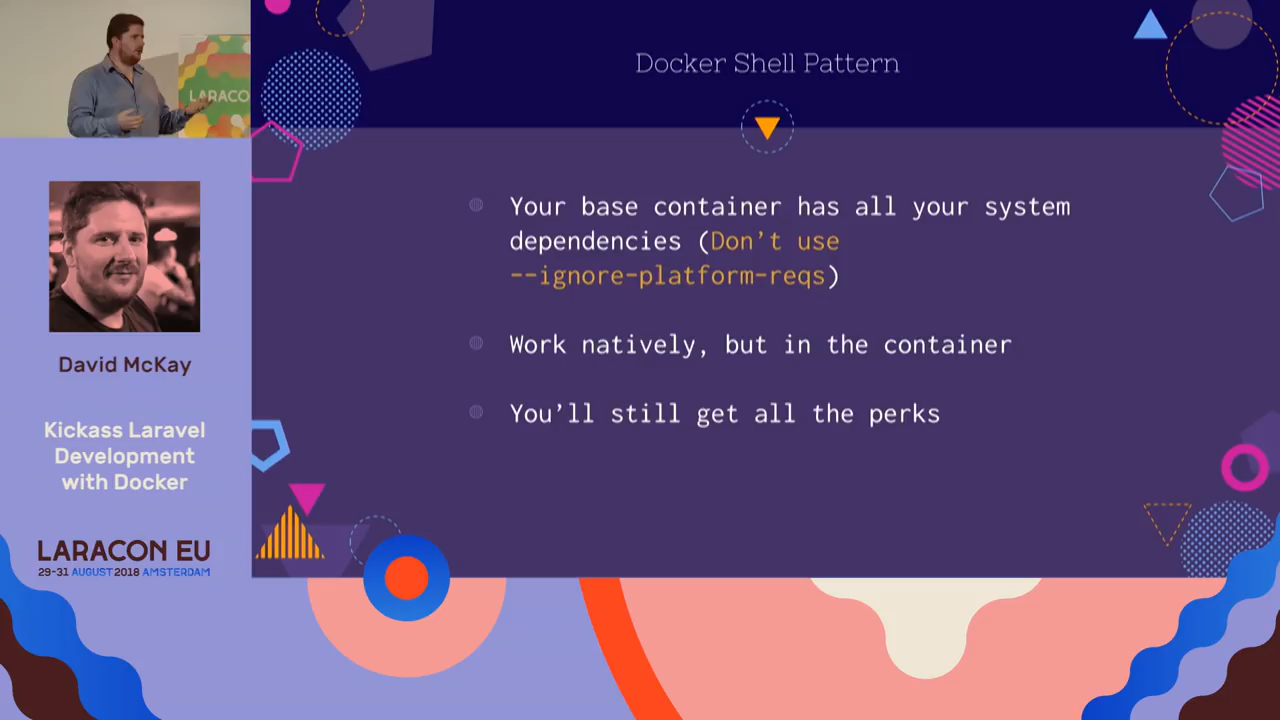 LARACO
David McKay
Kickass Laravel
Development
with Docker
LARACON EU
29-31 AUGUST 2018 AMSTERDAM
Docker Shell Pattern
Your base container has all your system
dependencies (Don’t use
--ignore-platform-reqs)
Work natively, but in the container
You’ll still get all the perks